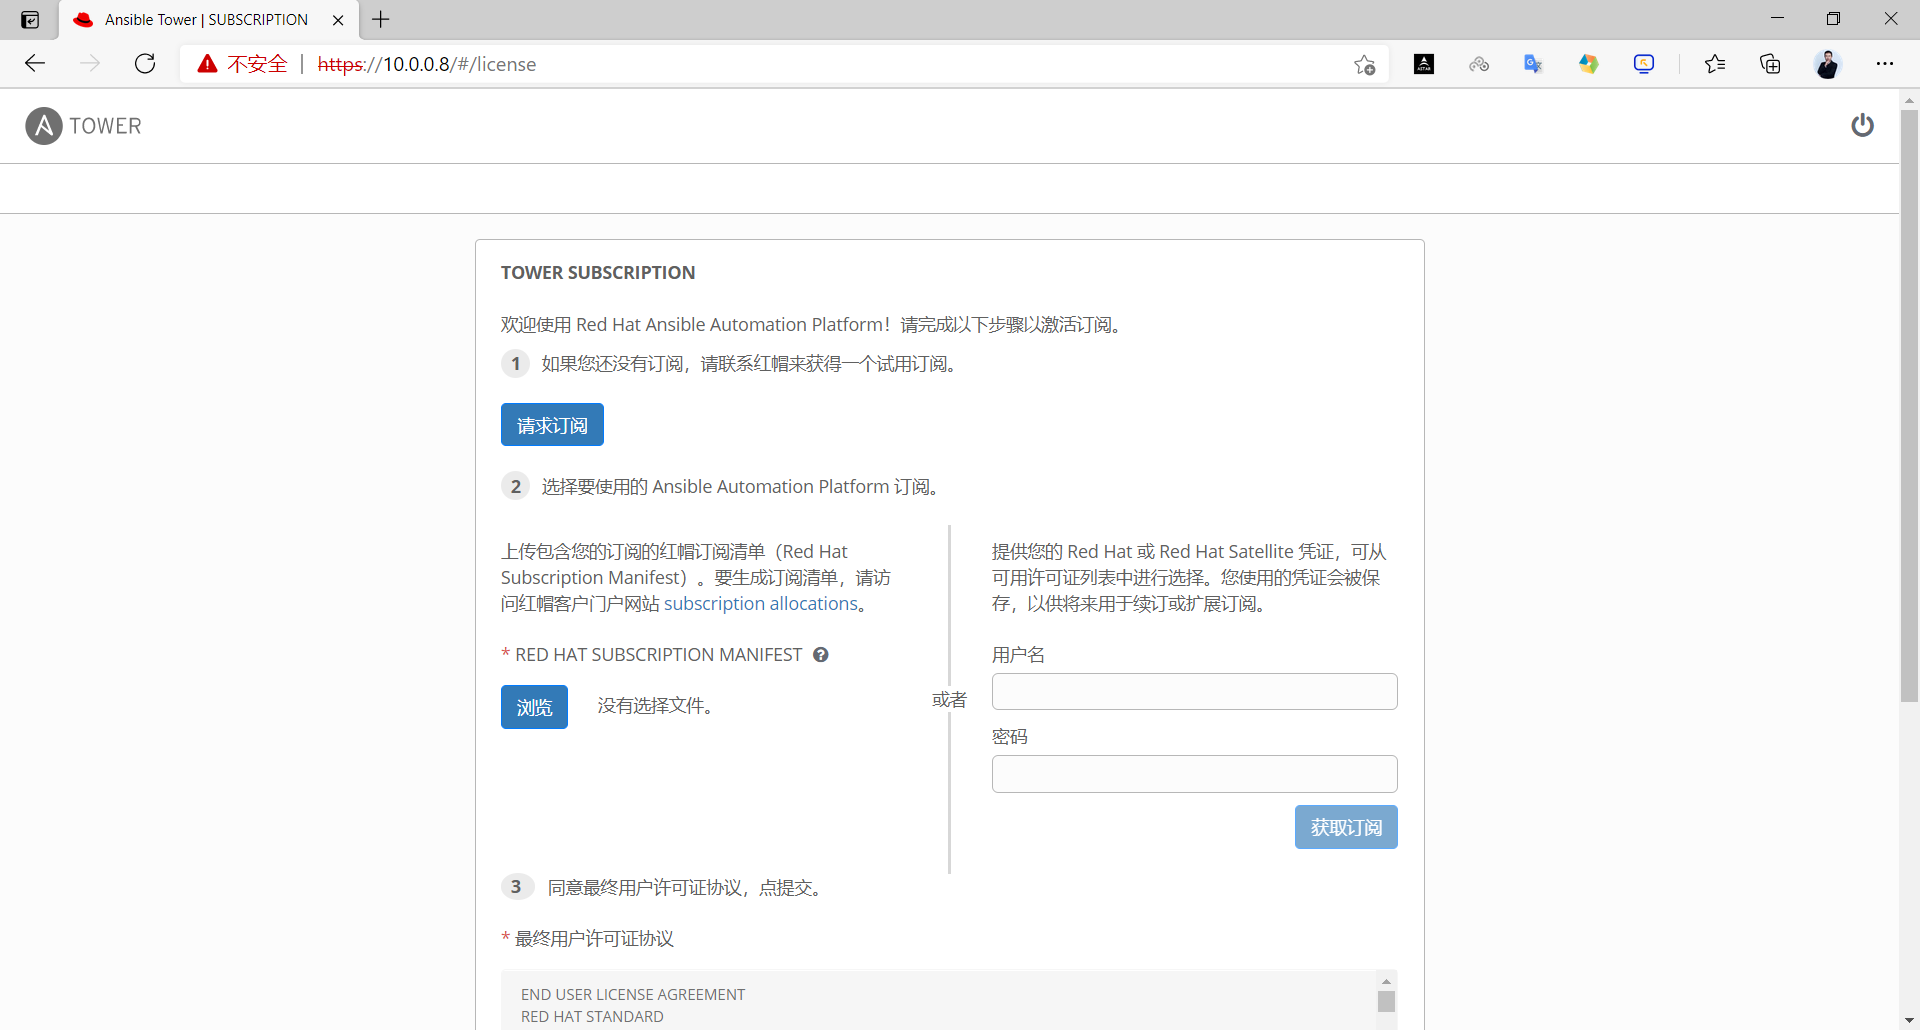 Ansible Tower | SUBSCRIPTION
不安全 | https://10.0.0.8/#/license
TOWER
TOWER SUBSCRIPTION
欢迎使用 Red Hat Ansible Automation Platform！请完成以下步骤以激活订阅。
1 如果您还没有订阅，请联系红帽来获得一个试用订阅。
请求订阅
2 选择要使用的 Ansible Automation Platform 订阅。
上传包含您的订阅的红帽订阅清单（Red Hat
Subscription Manifest）。要生成订阅清单，请访
问红帽客户门户网站 subscription allocations。
* RED HAT SUBSCRIPTION MANIFEST
浏览 没有选择文件。
或者
提供您的 Red Hat 或 Red Hat Satellite 凭证，可从
可用许可证列表中进行选择。您使用的凭证会被保
存，以供将来用于续订或扩展订阅。
用户名
密码
获取订阅
3 同意最终用户许可证协议，点提交。
* 最终用户许可证协议
END USER LICENSE AGREEMENT
RED HAT STANDARD